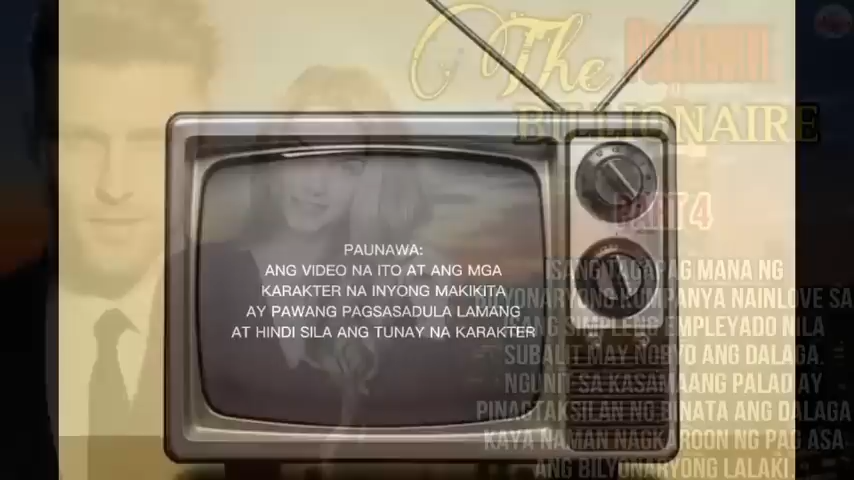 The
BILLIONAIRE
PART 4
PAUNAWA:
ANG VIDEO NA ITO AT ANG MGA
KARAKTER NA INYONG MAKIKITA
AY PAWANG PAGSASADULA LAMANG
AT HINDI SILA ANG TUNAY NA KARAKTER
ISANG TAGAPAG MANA NG
BILYONARYONG KUMPANYA NAINLOVE SA
ISANG SIMPLENG EMPLEYADO NILA
SUBALIT MAY NOBYO ANG DALAGA.
NGUNIT SA KASAMAANG PALAD AY
PINAGTAKSILAN NG BINATA ANG DALAGA
KAYA NAMAN NAGKAROON NG PAG ASA
ANG BILYONARYONG LALAKI.